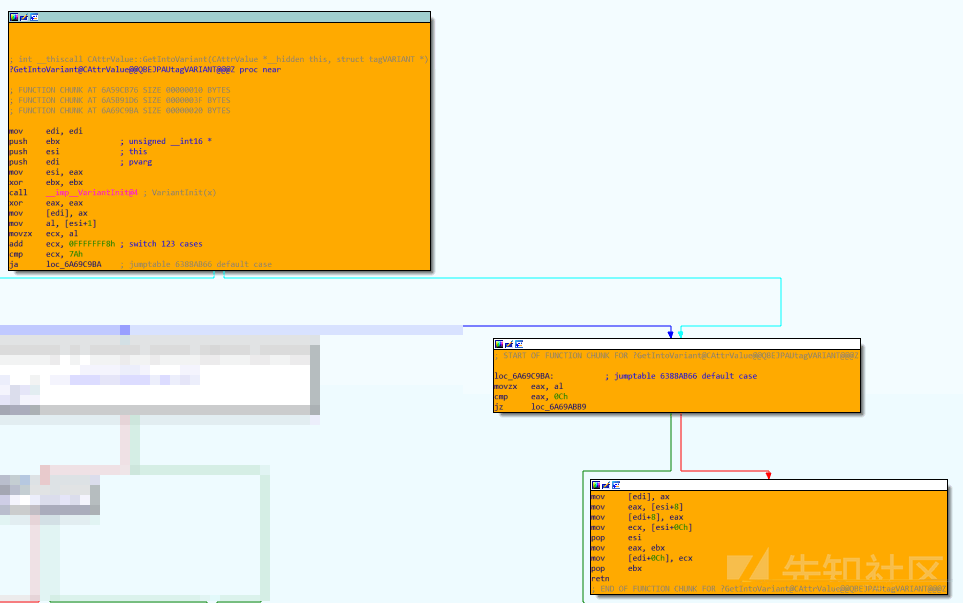 ; int __thiscall CAttrValue::GetIntoVariant(CAttrValue *__hidden this, struct tagVARIANT *)
?GetIntoVariant@CAttrValue@@QBEJPAUtagVARIANT@@@Z proc near
; FUNCTION CHUNK AT 6A59CB76 SIZE 00000010 BYTES
; FUNCTION CHUNK AT 6A5B91D6 SIZE 0000003F BYTES
; FUNCTION CHUNK AT 6A69C9BA SIZE 00000020 BYTES
mov edi, edi
push ebx ; unsigned __int16 *
push esi ; this
push edi ; pvarg
mov esi, eax
xor ebx, ebx
call __imp__VariantInit@4 ; VariantInit(x)
xor eax, eax
mov [edi], ax
mov al, [esi+1]
movzx ecx, al
add ecx, 0FFFFFFF8h ; switch 123 cases
cmp ecx, 7Ah
ja loc_6A69C9BA ; jumptable 63B8AB66 default case
; START OF FUNCTION CHUNK FOR ?GetIntoVariant@CAttrValue@@QBEJPAUtagVARIANT@@@Z
loc_6A69C9BA: ; jumptable 63B8AB66 default case
movzx eax, al
cmp eax, 0Ch
jz loc_6A69ABB9
mov [edi], ax
mov eax, [esi+8]
mov [edi+8], eax
mov ecx, [esi+0Ch]
pop esi
mov eax, ebx
mov [edi+0Ch], ecx
pop ebx
retn
; END OF FUNCTION CHUNK FOR ?GetIntoVariant@CAttrValue@@QBEJPAUtagVARIANT@@@Z
先知社区